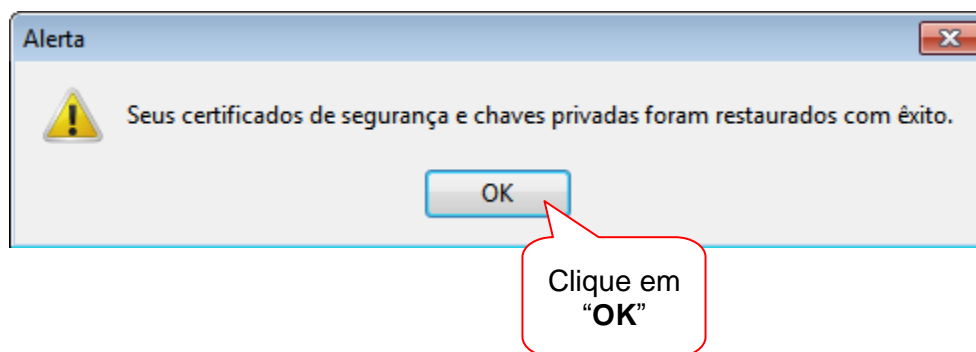 Alerta
Seus certificados de segurança e chaves privadas foram restaurados com êxito.
OK
Clique em
“OK”